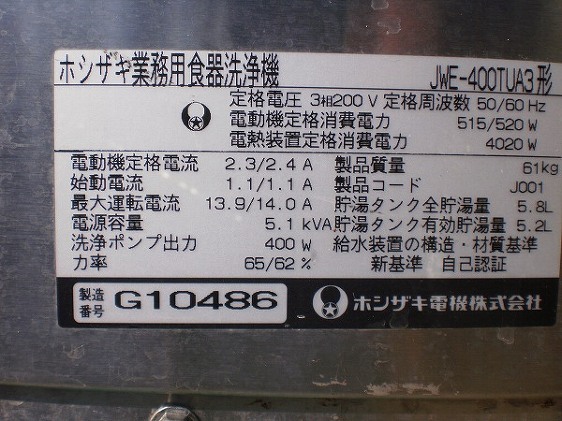 ホシザキ業務用食器洗浄機 JWE-400TUA3形
定格電圧 3相200V 定格周波数 50/60Hz
電動機定格消費電力 515/520W
電熱装置定格消費電力 4020W
電動機定格電流 2.3/2.4A 製品質量 61kg
始動電流 1.1/1.1A 製品コード J001
最大運転電流 13.9/14.0A 貯湯タンク全貯湯量 5.8L
電源容量 5.1kVA 貯湯タンク有効貯湯量 5.2L
洗浄ポンプ出力 400W 給水装置の構造・材質基準
力率 65/62% 新基準 自己認証
製造番号 G10486 ホシザキ電機株式会社